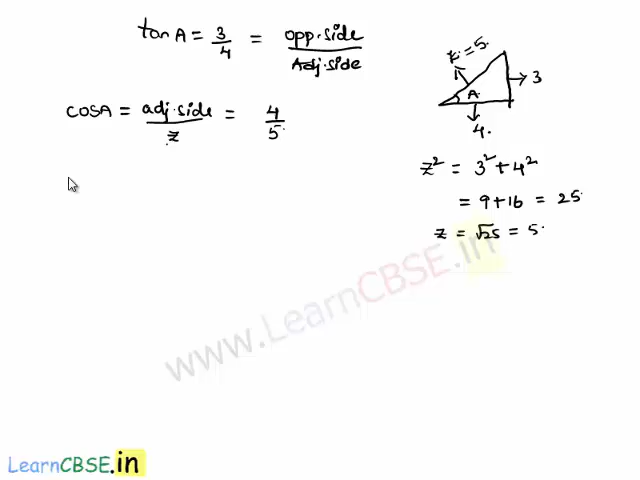 tan A = 3/4 = opp.side / Adj.side
z = 5.
3
A
4.
cosA = adj.side / z = 4/5
z² = 3² + 4²
= 9+16 = 25.
z = √25 = 5.
www.LearnCBSE.in
LearnCBSE.in